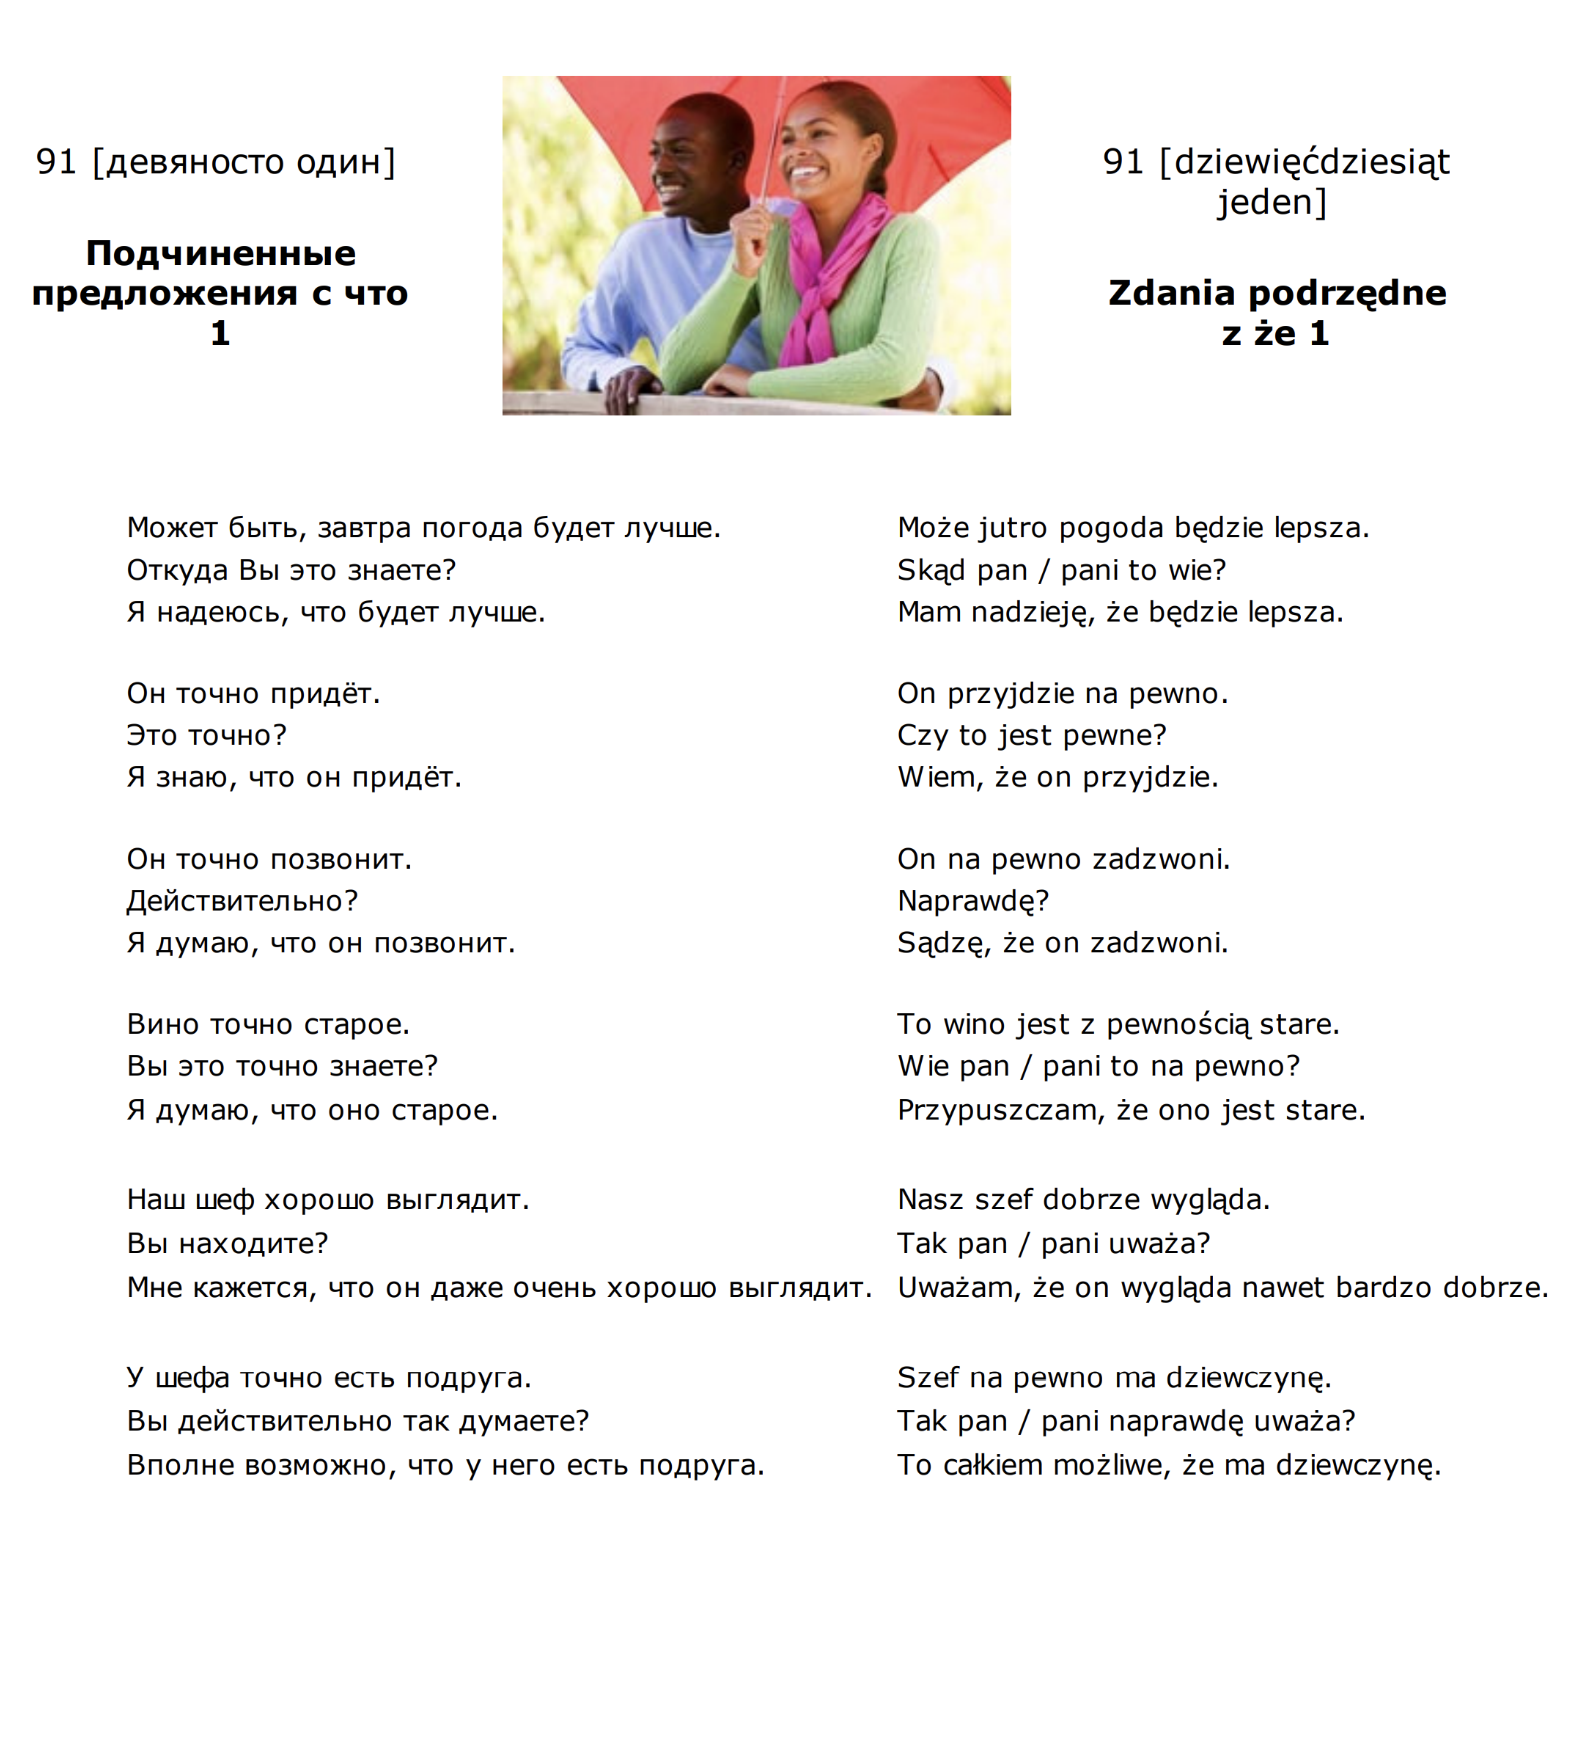 91 [девяносто один]
Подчиненные
предложения с что
1
91 [dziewięćdziesiąt
jeden]
Zdania podrzędne
z że 1
Может быть, завтра погода будет лучше.
Откуда Вы это знаете?
Я надеюсь, что будет лучше.
Он точно придёт.
Это точно?
Я знаю, что он придёт.
Он точно позвонит.
Действительно?
Я думаю, что он позвонит.
Вино точно старое.
Вы это точно знаете?
Я думаю, что оно старое.
Наш шеф хорошо выглядит.
Вы находите?
Мне кажется, что он даже очень хорошо выглядит.
У шефа точно есть подруга.
Вы действительно так думаете?
Вполне возможно, что у него есть подруга.
Może jutro pogoda będzie lepsza.
Skąd pan / pani to wie?
Mam nadzieję, że będzie lepsza.
On przyjdzie na pewno.
Czy to jest pewne?
Wiem, że on przyjdzie.
On na pewno zadzwoni.
Naprawdę?
Sądzę, że on zadzwoni.
To wino jest z pewnością stare.
Wie pan / pani to na pewno?
Przypuszczam, że ono jest stare.
Nasz szef dobrze wygląda.
Tak pan / pani uważa?
Uważam, że on wygląda nawet bardzo dobrze.
Szef na pewno ma dziewczynę.
Tak pan / pani naprawdę uważa?
To całkiem możliwe, że ma dziewczynę.